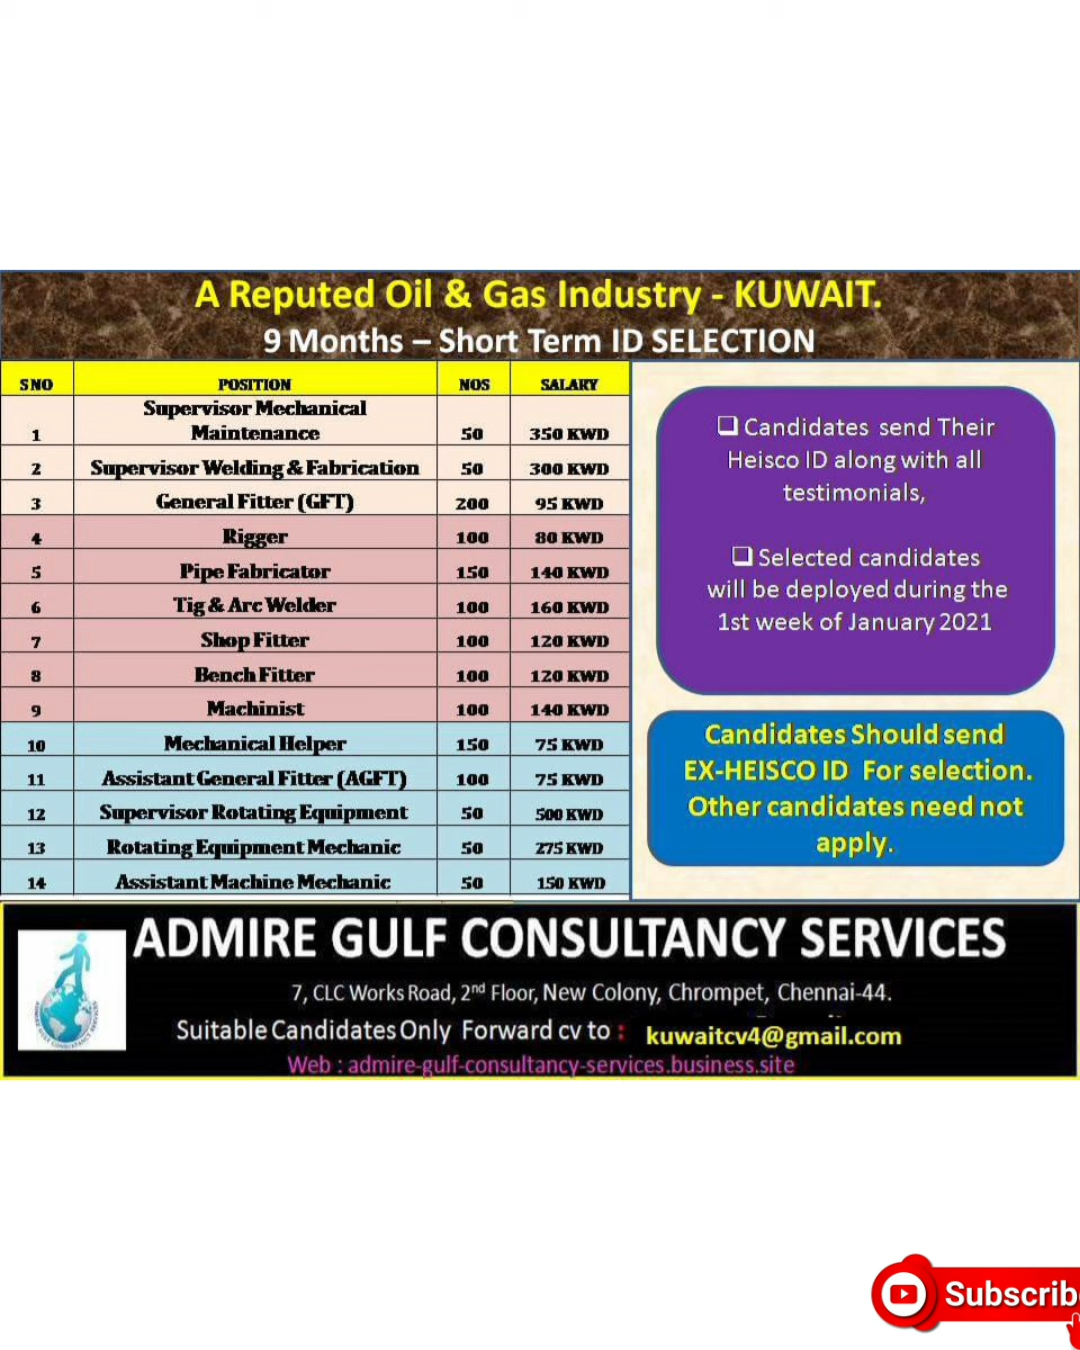 A Reputed Oil & Gas Industry - KUWAIT.
9 Months – Short Term ID SELECTION
SNO POSITION NOS SALARY
1 Supervisor Mechanical Maintenance 50 350 KWD
2 Supervisor Welding & Fabrication 50 300 KWD
3 General Fitter (GFT) 200 95 KWD
4 Rigger 100 80 KWD
5 Pipe Fabricator 150 140 KWD
6 Tig & Arc Welder 100 160 KWD
7 Shop Fitter 100 120 KWD
8 Bench Fitter 100 120 KWD
9 Machinist 100 140 KWD
10 Mechanical Helper 150 75 KWD
11 Assistant General Fitter (AGFT) 100 75 KWD
12 Supervisor Rotating Equipment 50 500 KWD
13 Rotating Equipment Mechanic 50 275 KWD
14 Assistant Machine Mechanic 50 150 KWD
❑ Candidates send Their
Heisco ID along with all
testimonials,
❑ Selected candidates
will be deployed during the
1st week of January 2021
Candidates Should send
EX-HEISCO ID For selection.
Other candidates need not
apply.
ADMIRE GULF CONSULTANCY SERVICES
7, CLC Works Road, 2nd Floor, New Colony, Chrompet, Chennai-44.
Suitable Candidates Only Forward cv to : kuwaitcv4@gmail.com
Web : admire-gulf-consultancy-services.business.site
ADMIRE GULF CONSULTANCY SERVICES
Subscribe